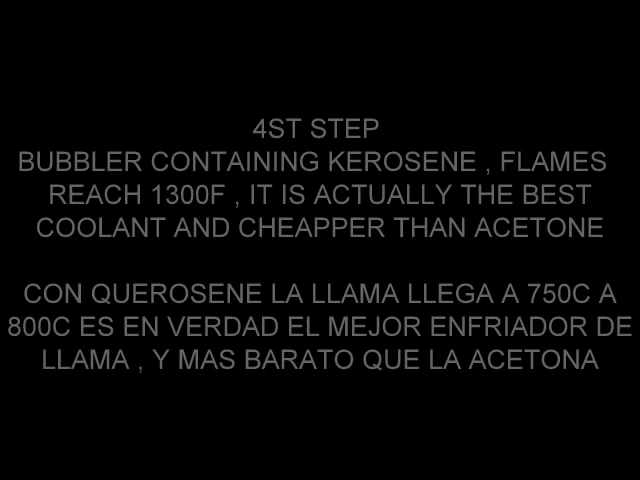 4ST STEP
BUBBLER CONTAINING KEROSENE , FLAMES
REACH 1300F , IT IS ACTUALLY THE BEST
COOLANT AND CHEAPPER THAN ACETONE
CON QUEROSENE LA LLAMA LLEGA A 750C A
800C ES EN VERDAD EL MEJOR ENFRIADOR DE
LLAMA , Y MAS BARATO QUE LA ACETONA